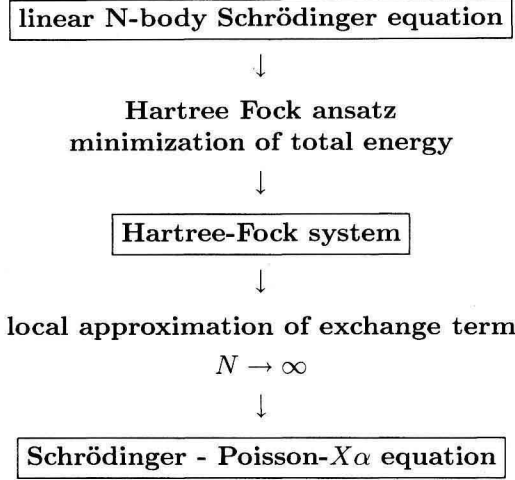 linear N-body Schrödinger equation
↓
Hartree Fock ansatz
minimization of total energy
↓
Hartree-Fock system
↓
local approximation of exchange term
N → ∞
↓
Schrödinger - Poisson-Xα equation